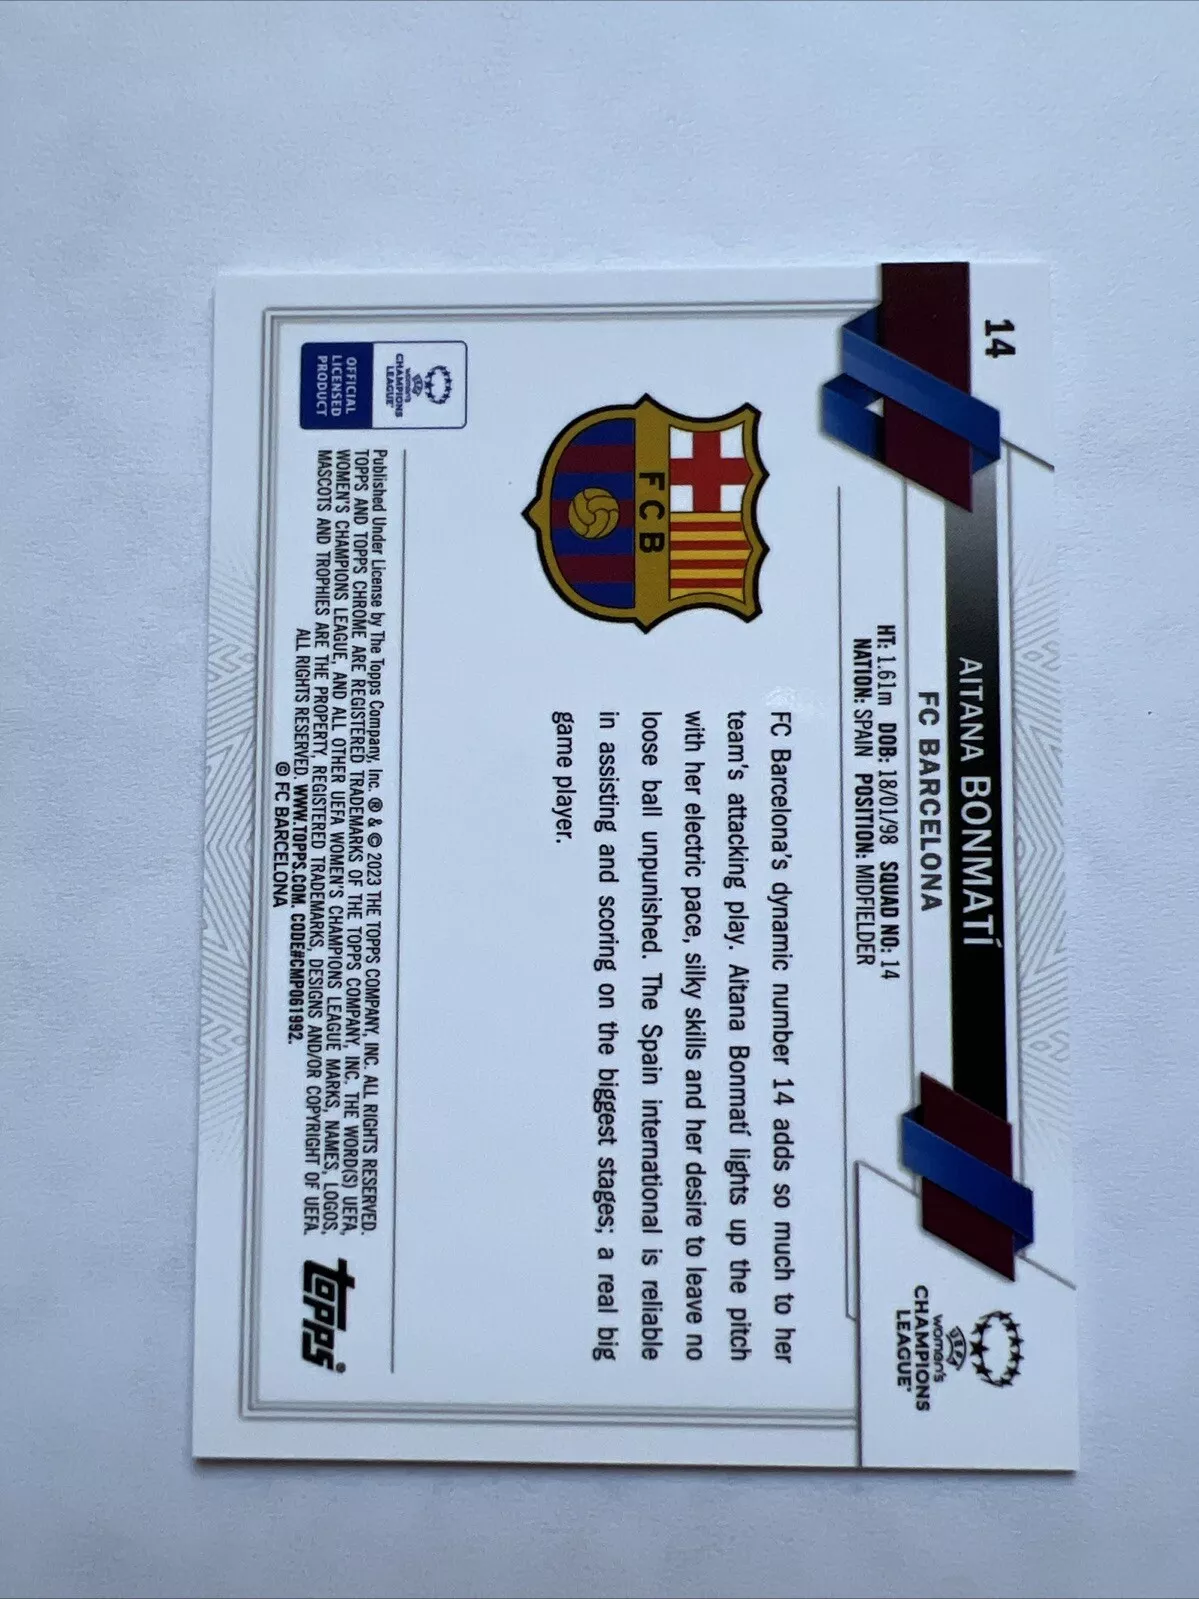 14
AITANA BONMATÍ
FC BARCELONA
HT: 1.61m DOB: 18/01/98 SQUAD NO: 14
NATION: SPAIN POSITION: MIDFIELDER
UEFA
women's
CHAMPIONS
LEAGUE
FCB
FC Barcelona's dynamic number 14 adds so much to her
team's attacking play. Aitana Bonmatí lights up the pitch
with her electric pace, silky skills and her desire to leave no
loose ball unpunished. The Spain international is reliable
in assisting and scoring on the biggest stages; a real big
game player.
UEFA
women's
CHAMPIONS
LEAGUE
OFFICIAL
LICENSED
PRODUCT
Published Under License by The Topps Company, Inc. ® & © 2023 THE TOPPS COMPANY, INC. ALL RIGHTS RESERVED.
TOPPS AND TOPPS CHROME ARE REGISTERED TRADEMARKS OF THE TOPPS COMPANY, INC. THE WORD(S) UEFA,
WOMEN'S CHAMPIONS LEAGUE, AND ALL OTHER UEFA WOMEN'S CHAMPIONS LEAGUE MARKS, NAMES, LOGOS,
MASCOTS AND TROPHIES ARE THE PROPERTY, REGISTERED TRADEMARKS, DESIGNS AND/OR COPYRIGHT OF UEFA.
ALL RIGHTS RESERVED. WWW.TOPPS.COM. CODE#CMP061992.
© FC BARCELONA
topps®